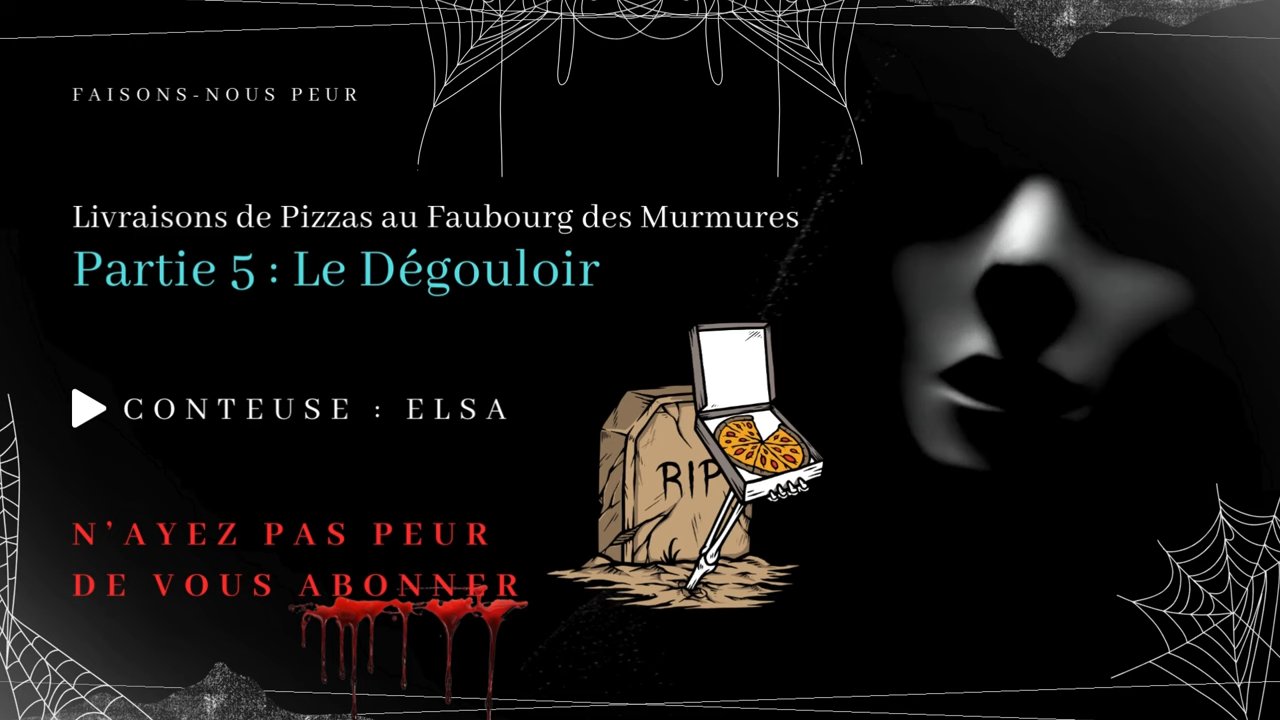 FAISONS-NOUS PEUR
Livraisons de Pizzas au Faubourg des Murmures
Partie 5 : Le Dégouloir
CONTEUSE : ELSA
RIP
N'AYEZ PAS PEUR
DE VOUS ABONNER